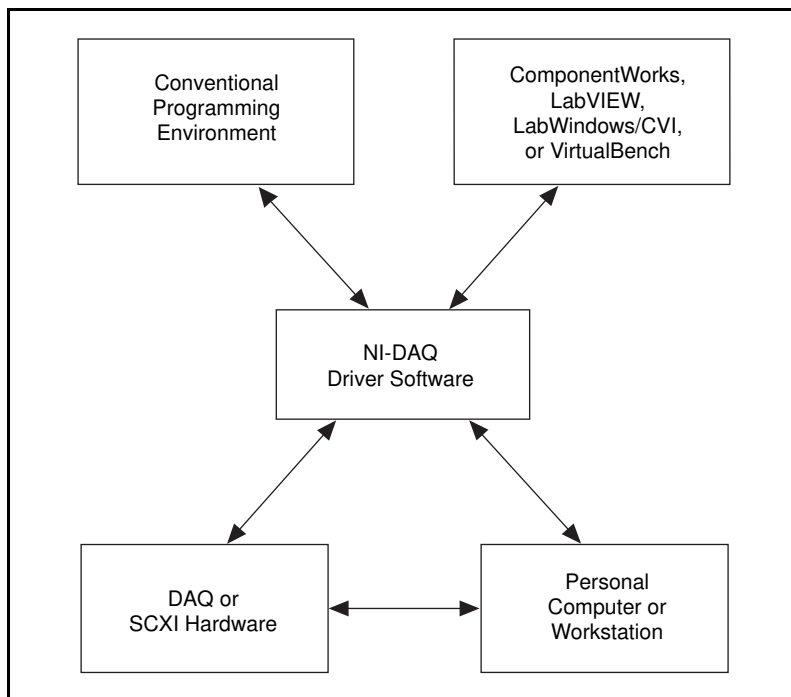 Conventional
Programming
Environment
ComponentWorks,
LabVIEW,
LabWindows/CVI,
or VirtualBench
NI-DAQ
Driver Software
DAQ or
SCXI Hardware
Personal
Computer or
Workstation